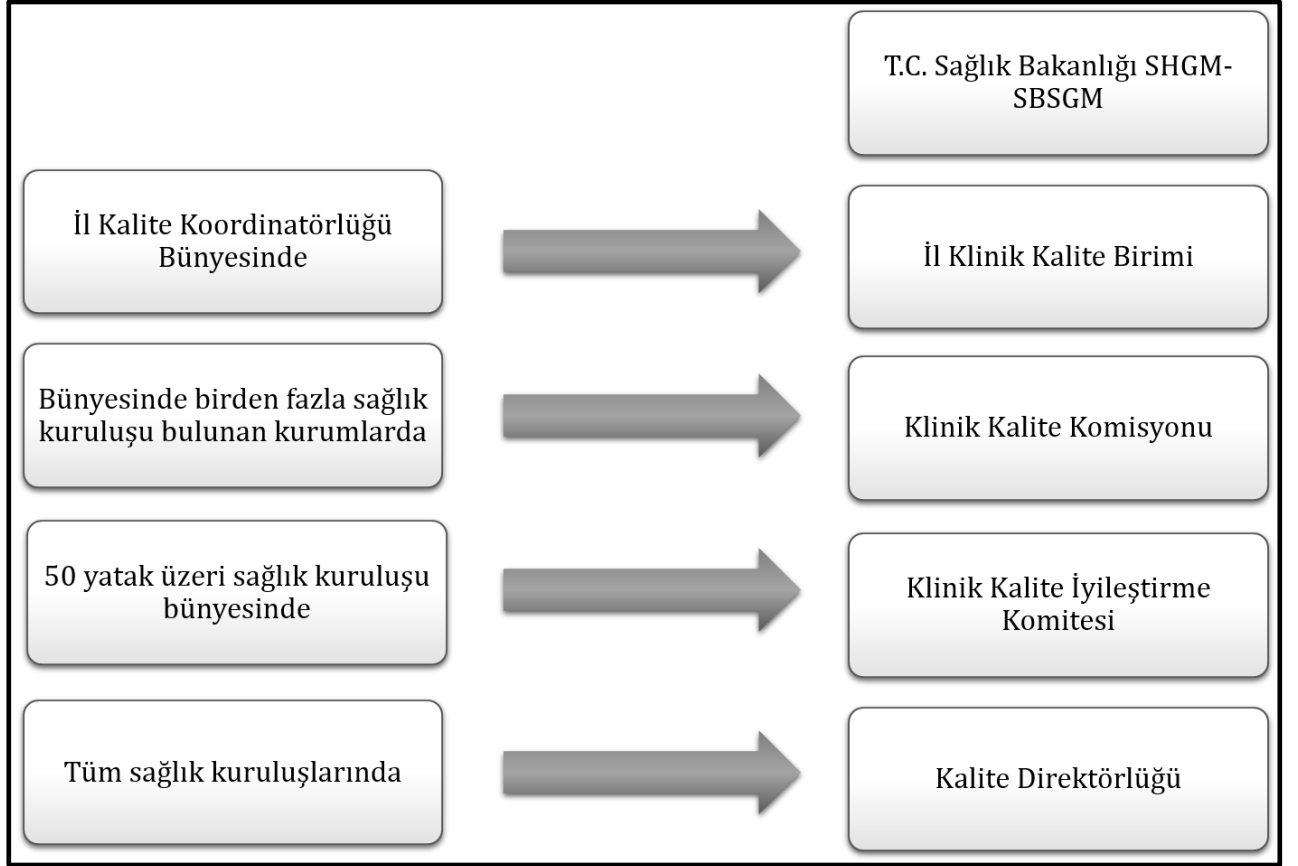 T.C. Sağlık Bakanlığı SHGM-
SBSGM
İl Kalite Koordinatörlüğü
Bünyesinde
İl Klinik Kalite Birimi
Bünyesinde birden fazla sağlık
kuruluşu bulunan kurumlarda
Klinik Kalite Komisyonu
50 yatak üzeri sağlık kuruluşu
bünyesinde
Klinik Kalite İyileştirme
Komitesi
Tüm sağlık kuruluşlarında
Kalite Direktörlüğü